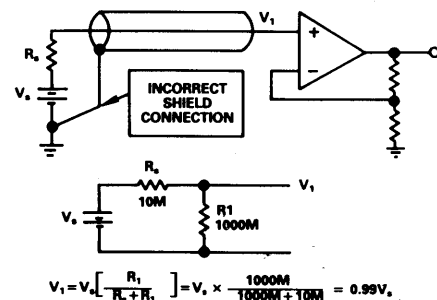 V₁
Rₛ
Vₛ
+
−
INCORRECT
SHIELD
CONNECTION
Rₛ
10M
V₁
Vₛ
R1
1000M
V₁ = Vₛ[ R₁ / (Rₛ + R₁) ] = Vₛ × 1000M / (1000M + 10M) = 0.99Vₛ